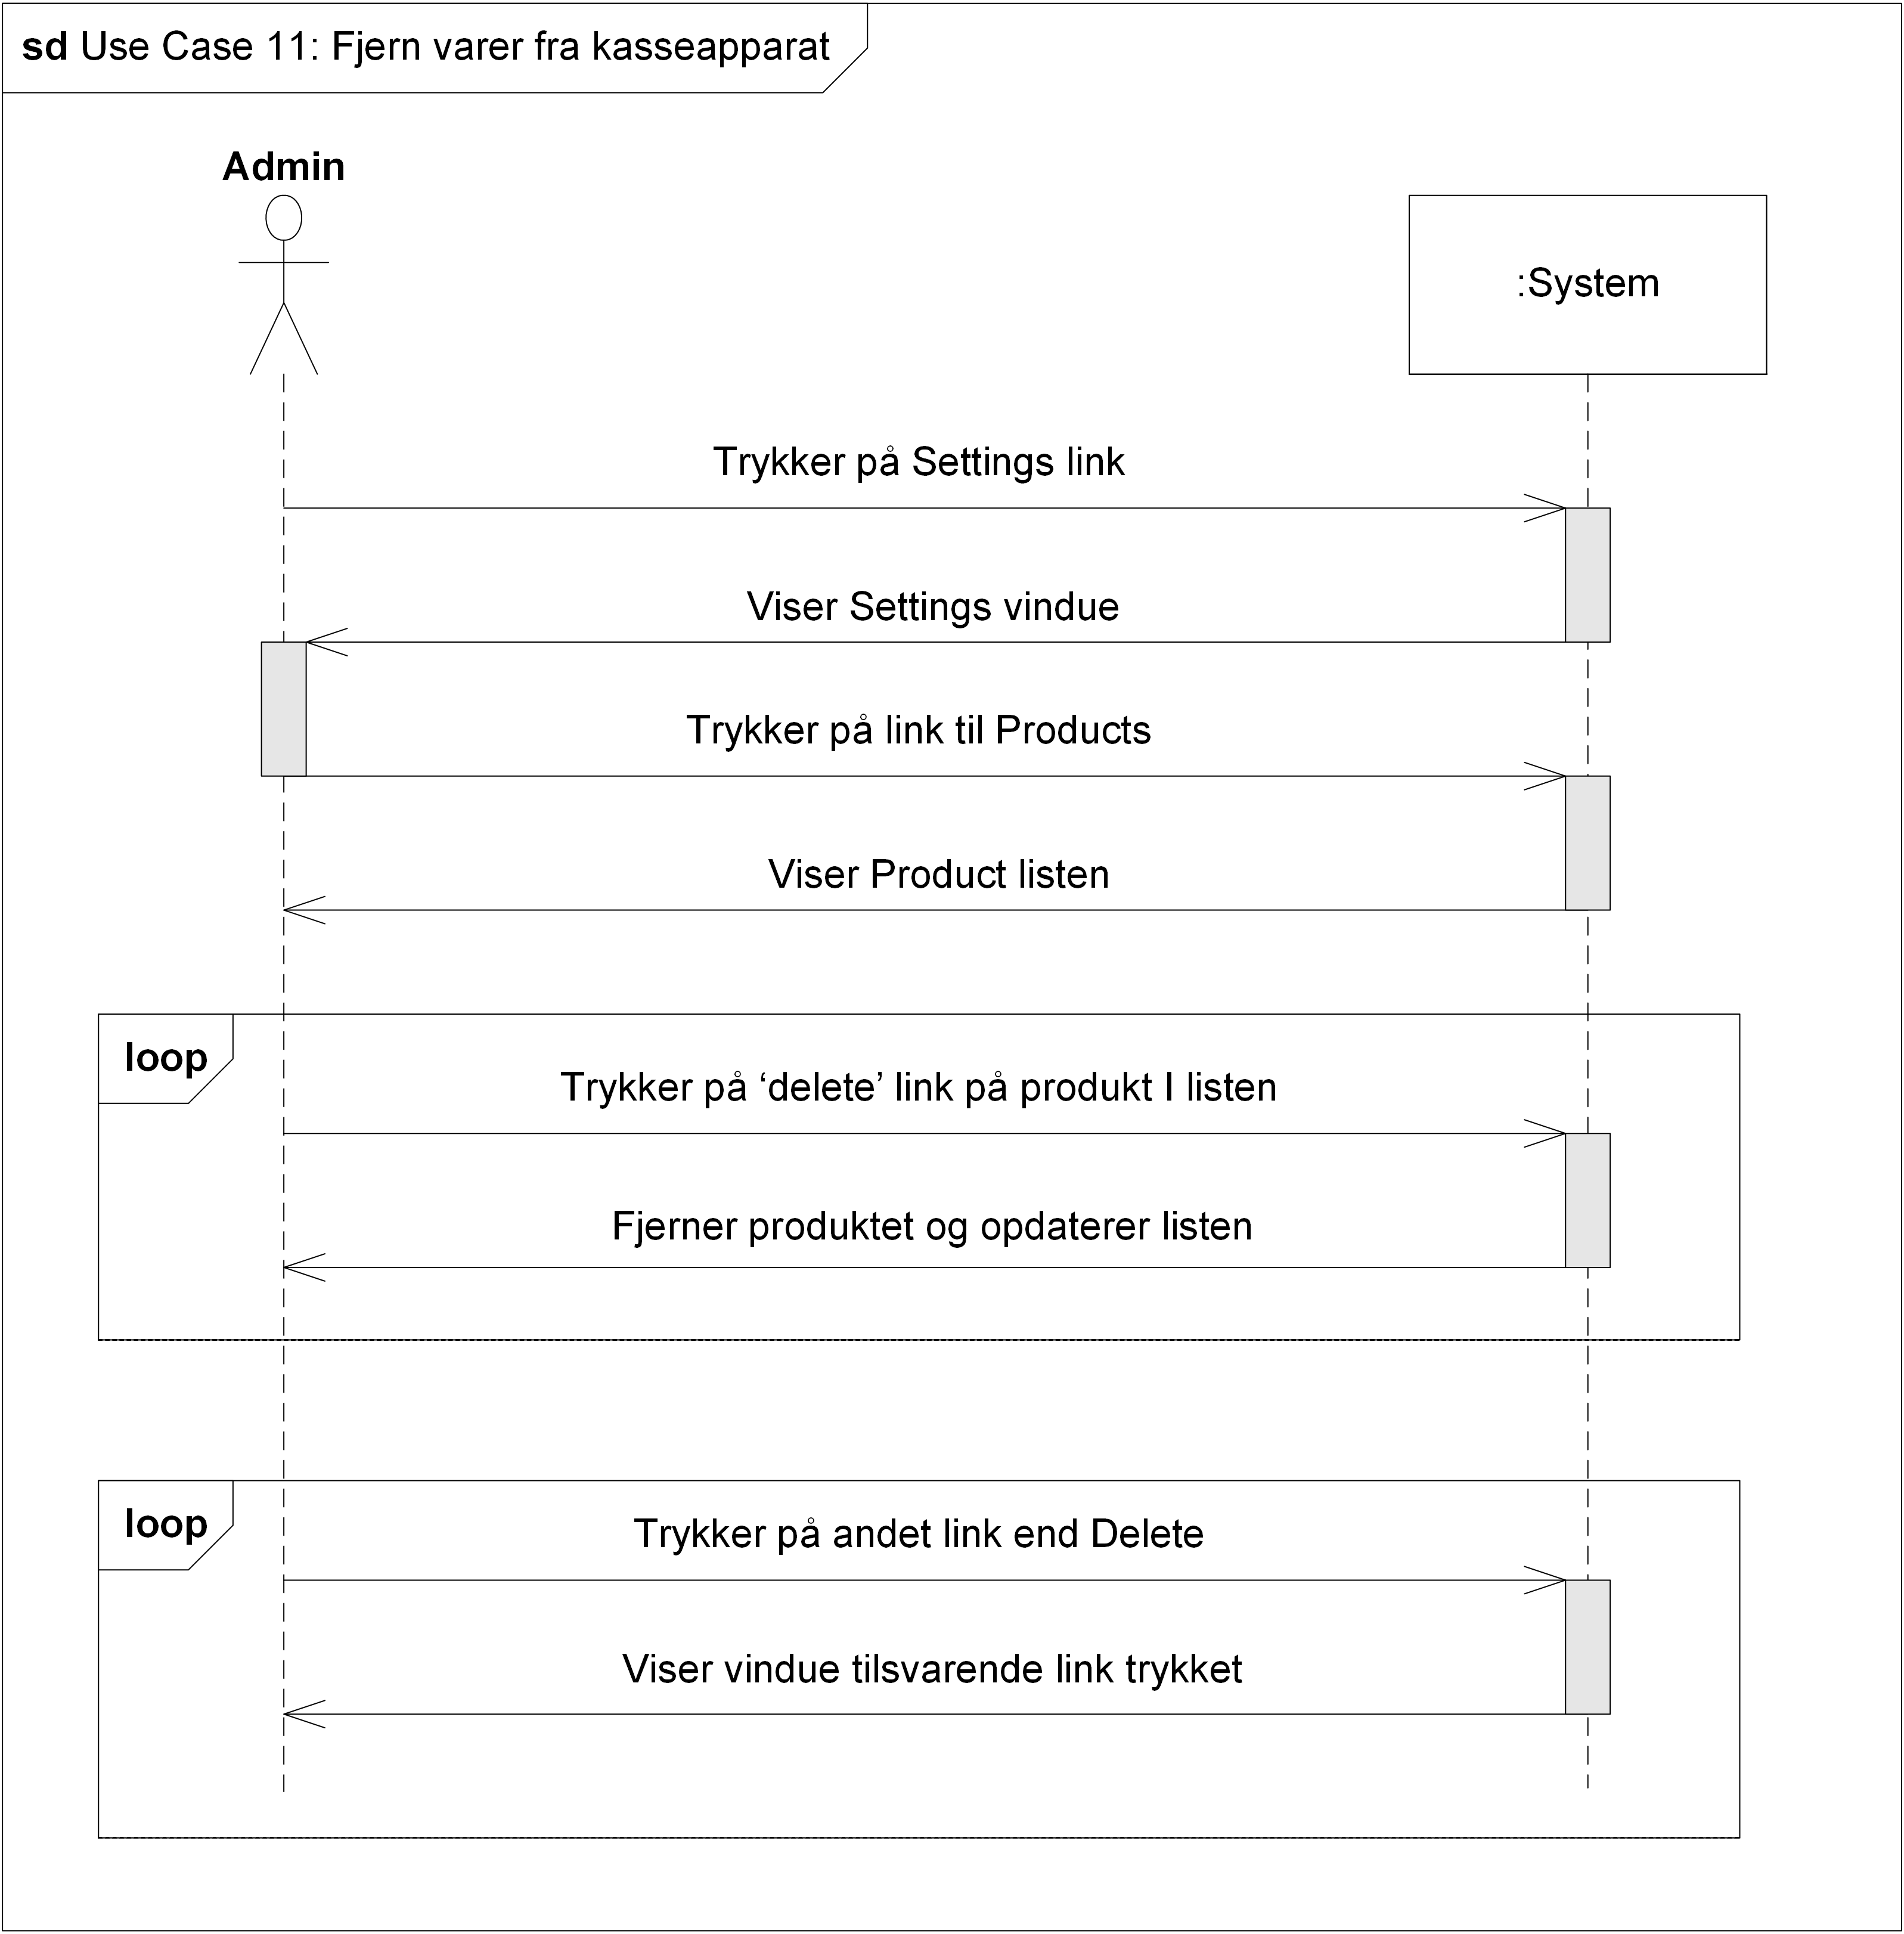 sd Use Case 11: Fjern varer fra kasseapparat
Admin
:System
Trykker på Settings link
Viser Settings vindue
Trykker på link til Products
Viser Product listen
loop
Trykker på ‘delete’ link på produkt I listen
Fjerner produktet og opdaterer listen
loop
Trykker på andet link end Delete
Viser vindue tilsvarende link trykket